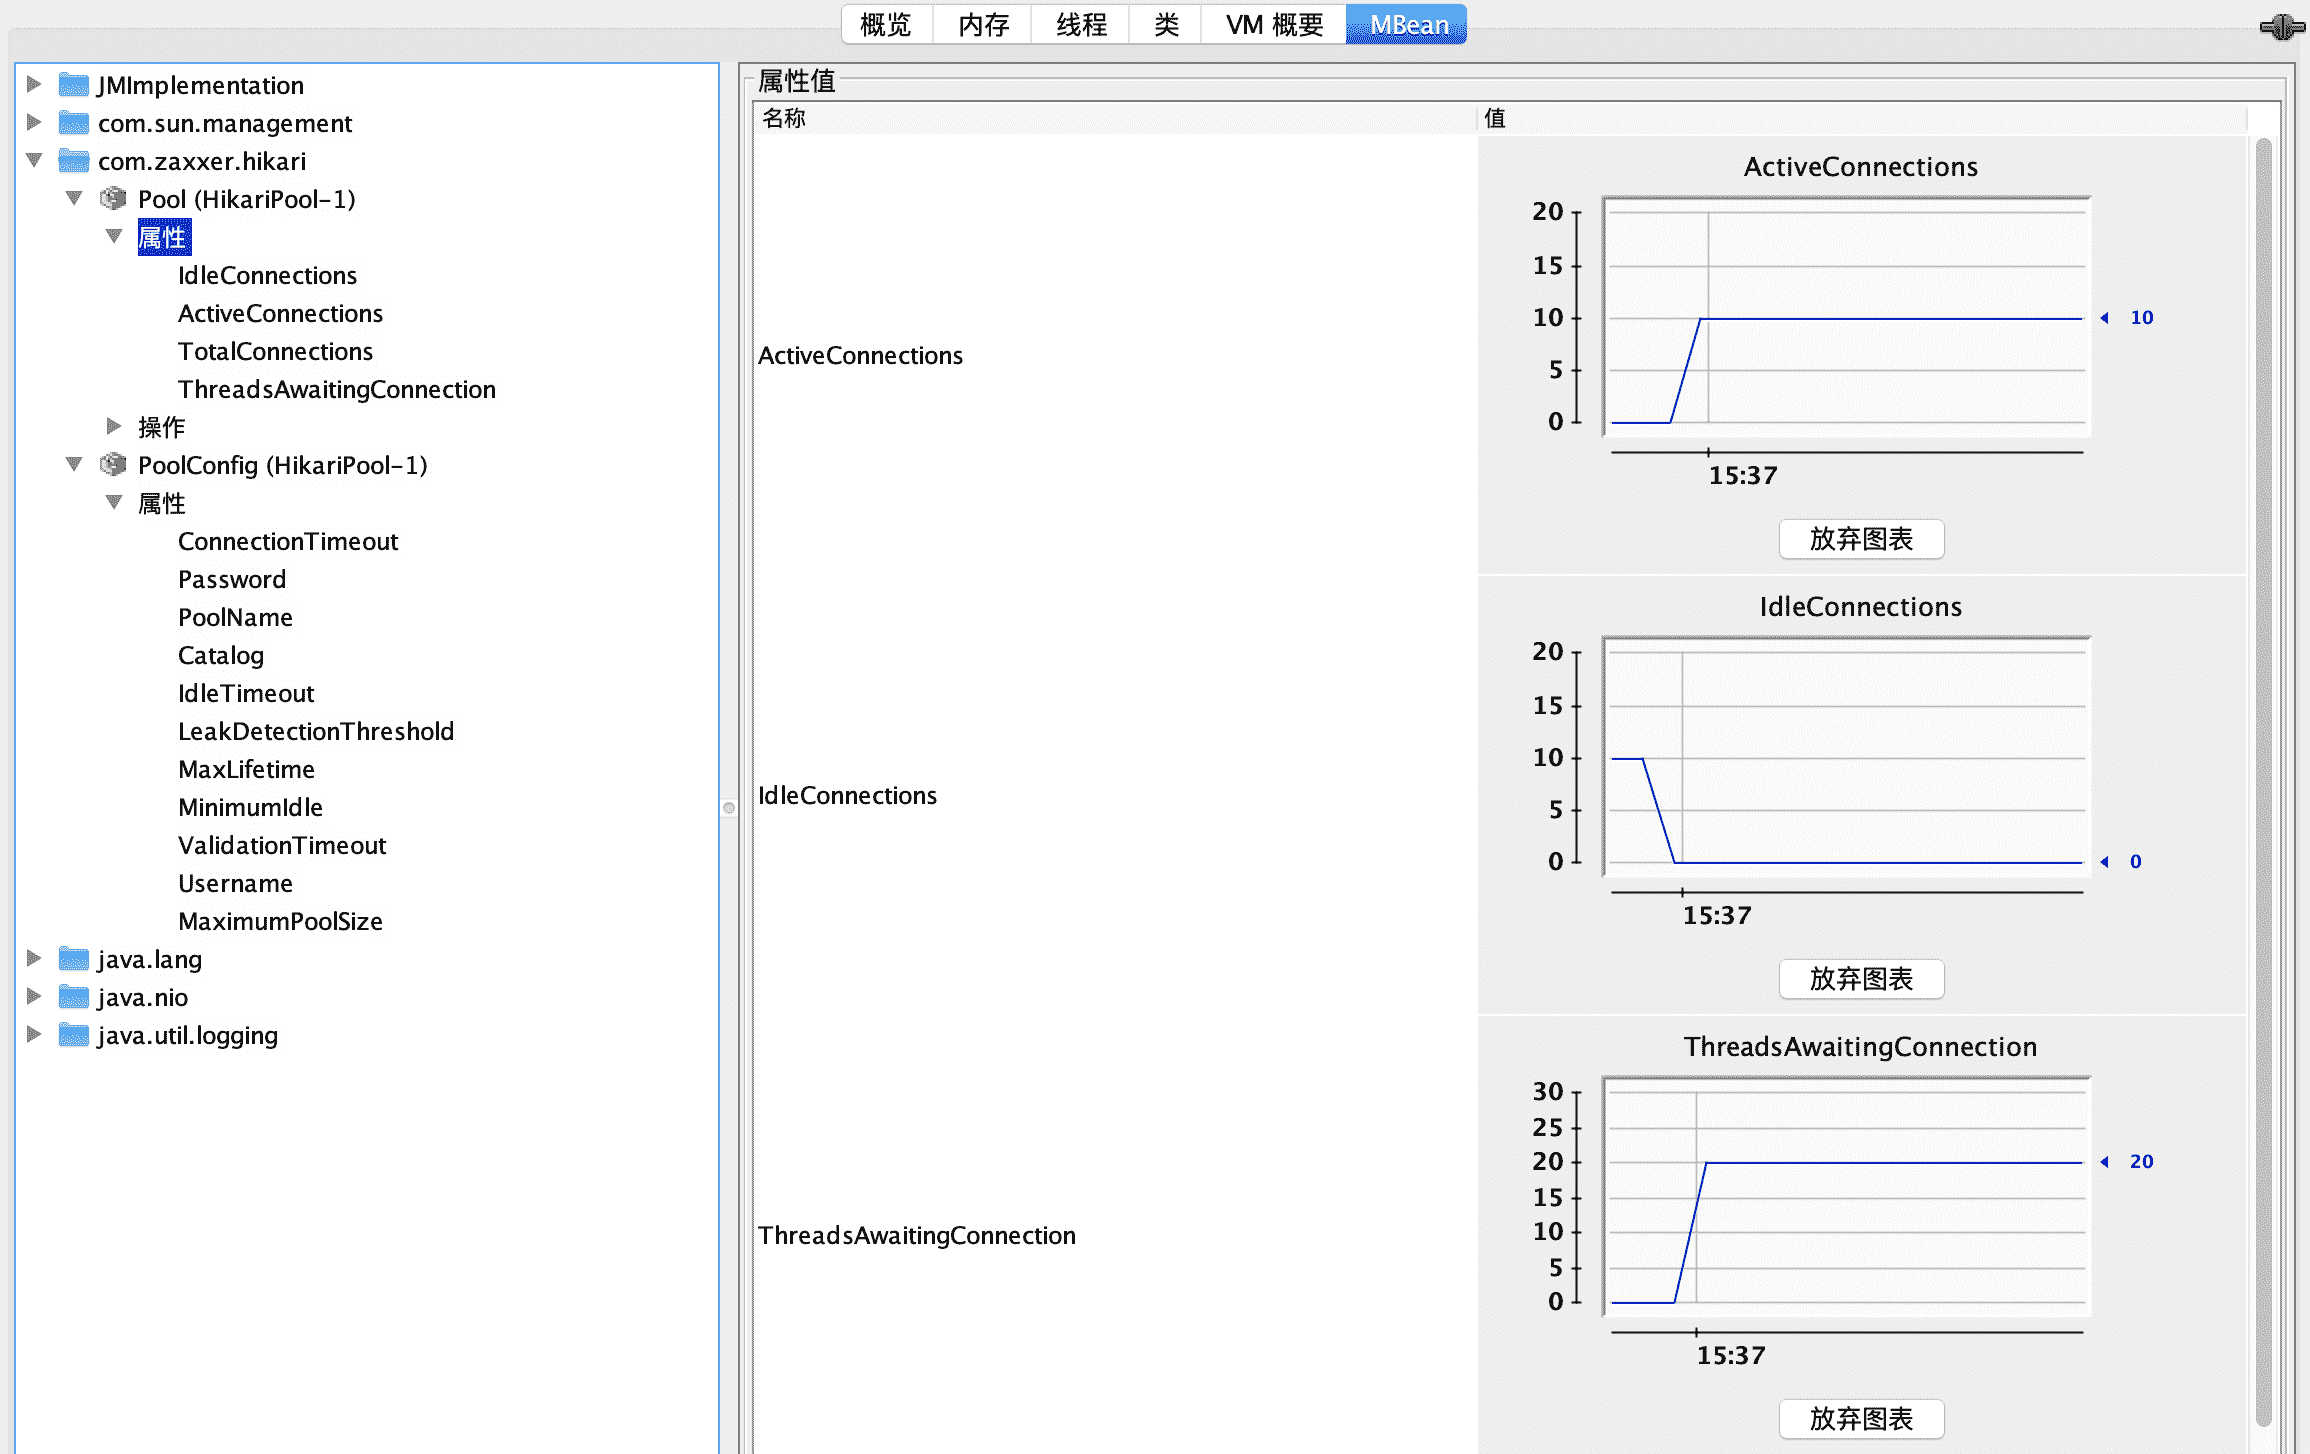 概览 内存 线程 类 VM 概要 MBean
JMImplementation
com.sun.management
com.zaxxer.hikari
Pool (HikariPool-1)
属性
IdleConnections
ActiveConnections
TotalConnections
ThreadsAwaitingConnection
操作
PoolConfig (HikariPool-1)
属性
ConnectionTimeout
Password
PoolName
Catalog
IdleTimeout
LeakDetectionThreshold
MaxLifetime
MinimumIdle
ValidationTimeout
Username
MaximumPoolSize
java.lang
java.nio
java.util.logging
属性值
名称 值
ActiveConnections
ActiveConnections
20
15
10
5
0
10
15:37
放弃图表
IdleConnections
IdleConnections
20
15
10
5
0
0
15:37
放弃图表
ThreadsAwaitingConnection
ThreadsAwaitingConnection
30
25
20
15
10
5
0
20
15:37
放弃图表